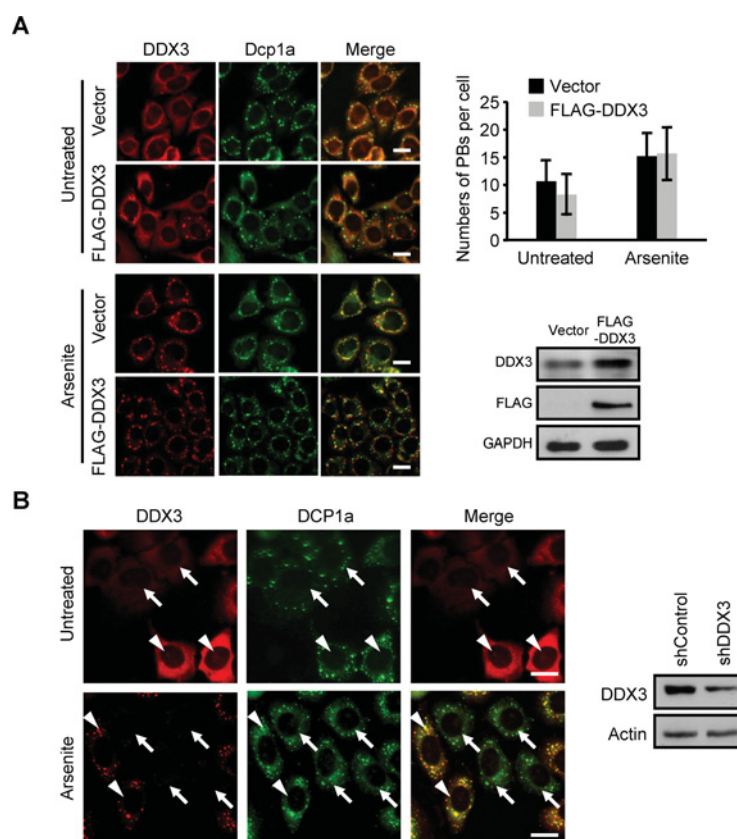 A
DDX3 Dcp1a Merge
Untreated
Vector
FLAG-DDX3
Arsenite
Vector
FLAG-DDX3
Vector
FLAG-DDX3
Numbers of PBs per cell
25
20
15
10
5
0
Untreated Arsenite
Vector FLAG
-DDX3
DDX3
FLAG
GAPDH
B
DDX3 DCP1a Merge
Untreated
Arsenite
shControl
shDDX3
DDX3
Actin